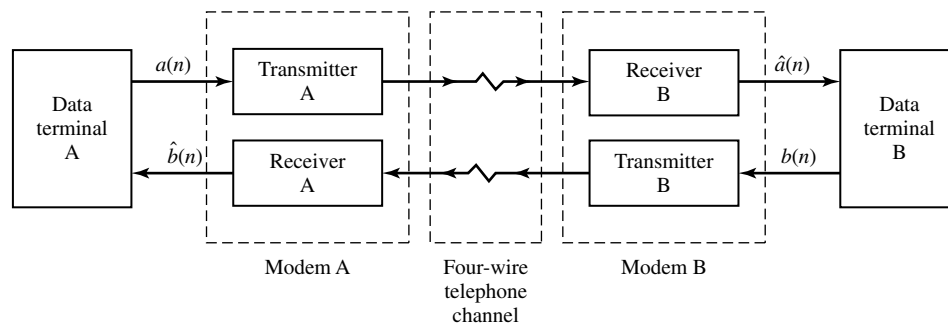 Data
terminal
A
a(n)
b̂(n)
Transmitter
A
Receiver
A
Modem A
Four-wire
telephone
channel
Receiver
B
Transmitter
B
Modem B
â(n)
b(n)
Data
terminal
B